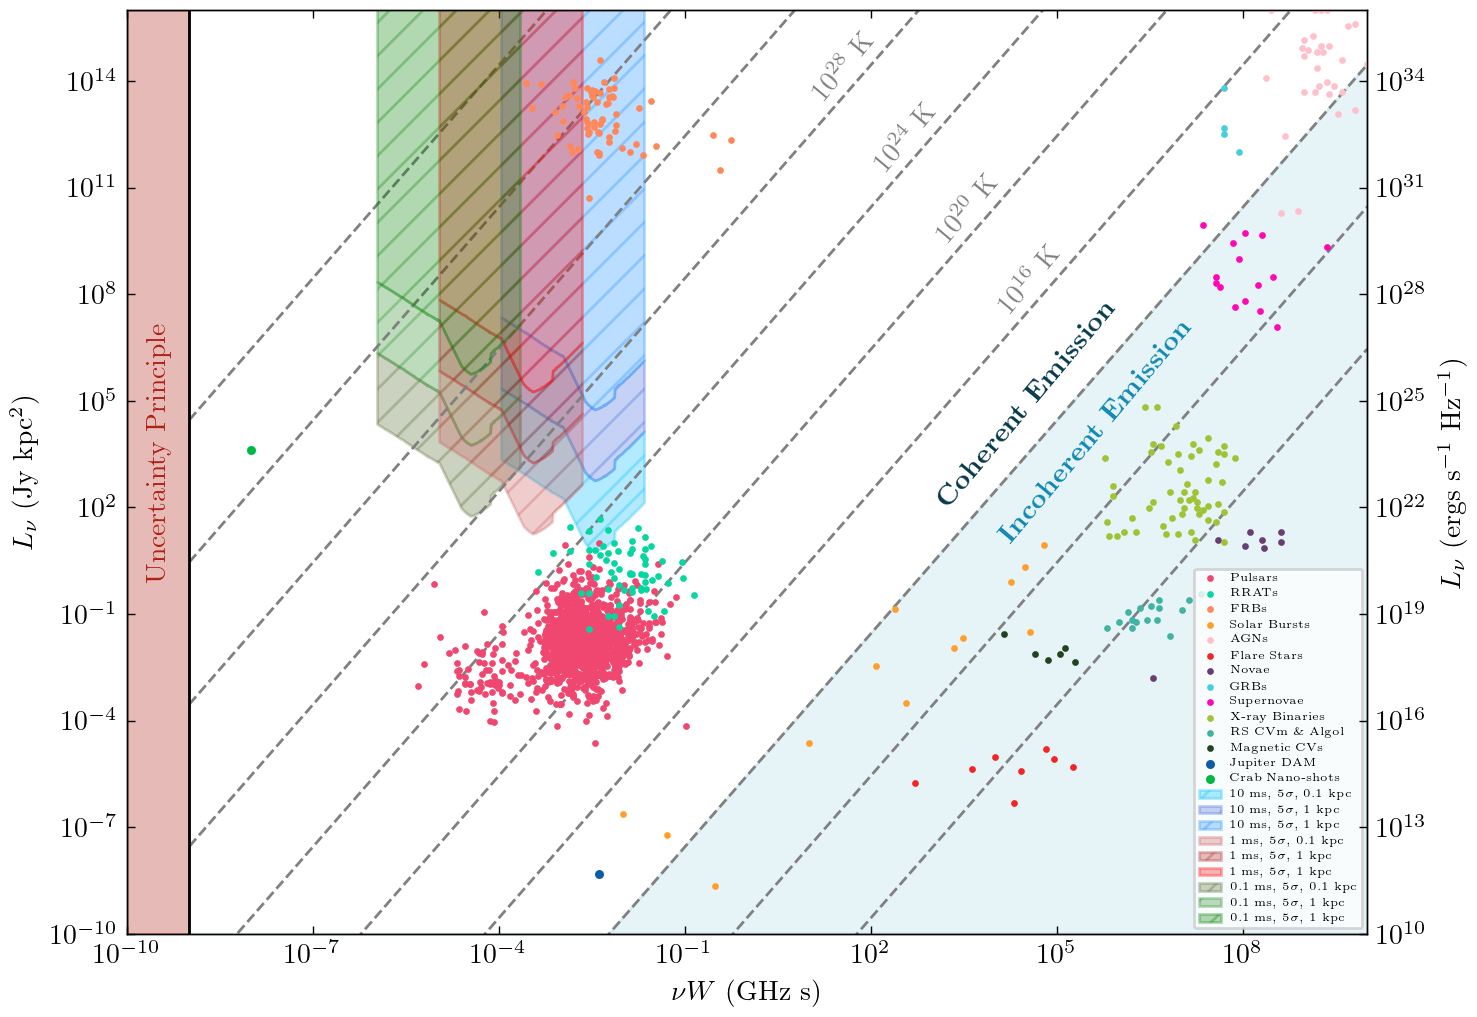 10^14
10^11
10^8
10^5
10^2
10^−1
10^−4
10^−7
10^−10
L_ν (Jy kpc^2)
10^−10
10^−7
10^−4
10^−1
10^2
10^5
10^8
νW (GHz s)
10^34
10^31
10^28
10^25
10^22
10^19
10^16
10^13
10^10
L_ν (ergs s^−1 Hz^−1)
Uncertainty Principle
10^28 K
10^24 K
10^20 K
10^16 K
Coherent Emission
Incoherent Emission
Pulsars
RRATs
FRBs
Solar Bursts
AGNs
Flare Stars
Novae
GRBs
Supernovae
X-ray Binaries
RS CVm & Algol
Magnetic CVs
Jupiter DAM
Crab Nano-shots
10 ms, 5σ, 0.1 kpc
10 ms, 5σ, 1 kpc
10 ms, 5σ, 1 kpc
1 ms, 5σ, 0.1 kpc
1 ms, 5σ, 1 kpc
1 ms, 5σ, 1 kpc
0.1 ms, 5σ, 0.1 kpc
0.1 ms, 5σ, 1 kpc
0.1 ms, 5σ, 1 kpc